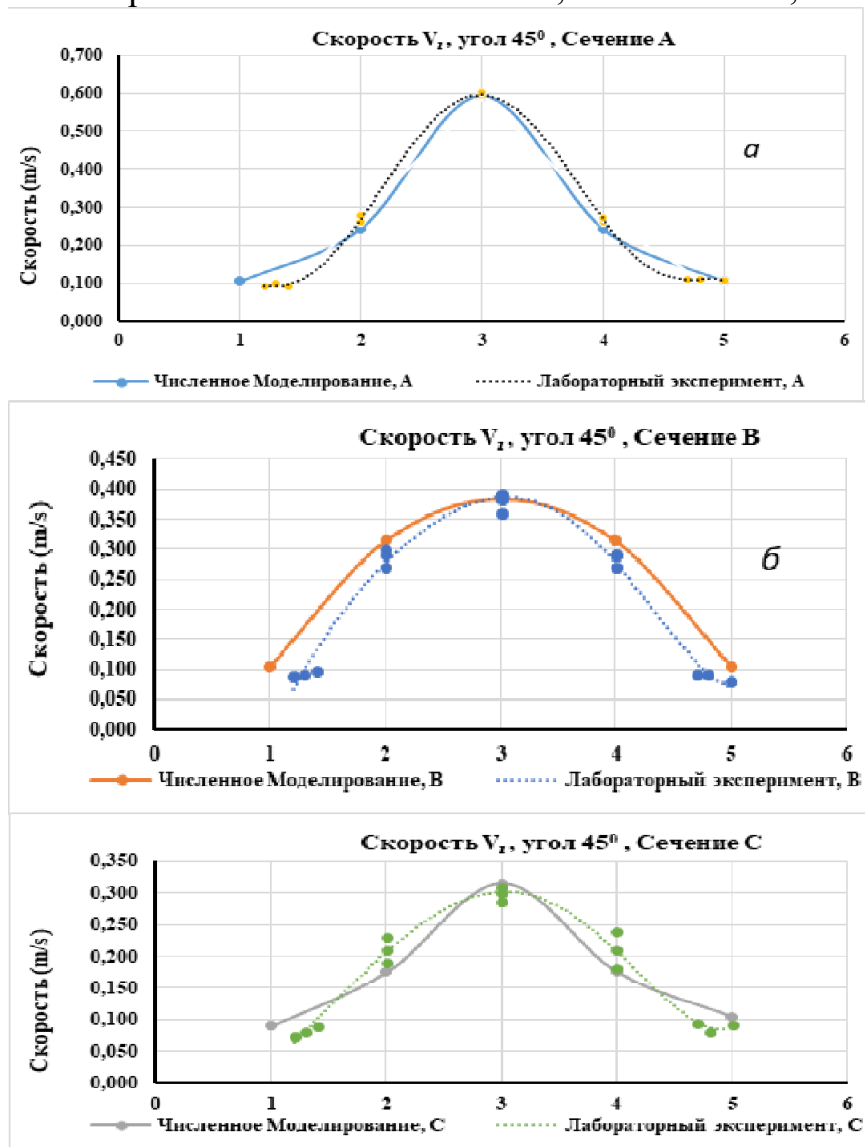 Скорость Vz, угол 45⁰ , Сечение А
0,700
0,600
0,500
0,400
0,300
0,200
0,100
0,000
Скорость (m/s)
а
0 1 2 3 4 5 6
Численное Моделирование, А Лабораторный эксперимент, А
Скорость Vz, угол 45⁰ , Сечение В
0,450
0,400
0,350
0,300
0,250
0,200
0,150
0,100
0,050
0,000
Скорость (m/s)
б
0 1 2 3 4 5 6
Численное Моделирование, В Лабораторный эксперимент, В
Скорость Vz, угол 45⁰ , Сечение С
0,350
0,300
0,250
0,200
0,150
0,100
0,050
0,000
Скорость (m/s)
0 1 2 3 4 5 6
Численное Моделирование, С Лабораторный эксперимент, С